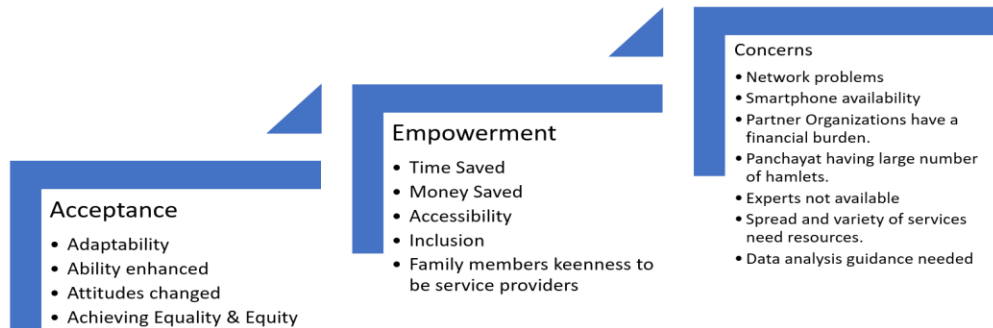 Acceptance
• Adaptability
• Ability enhanced
• Attitudes changed
• Achieving Equality & Equity
Empowerment
• Time Saved
• Money Saved
• Accessibility
• Inclusion
• Family members keenness to
be service providers
Concerns
• Network problems
• Smartphone availability
• Partner Organizations have a
financial burden.
• Panchayat having large number
of hamlets.
• Experts not available
• Spread and variety of services
need resources.
• Data analysis guidance needed